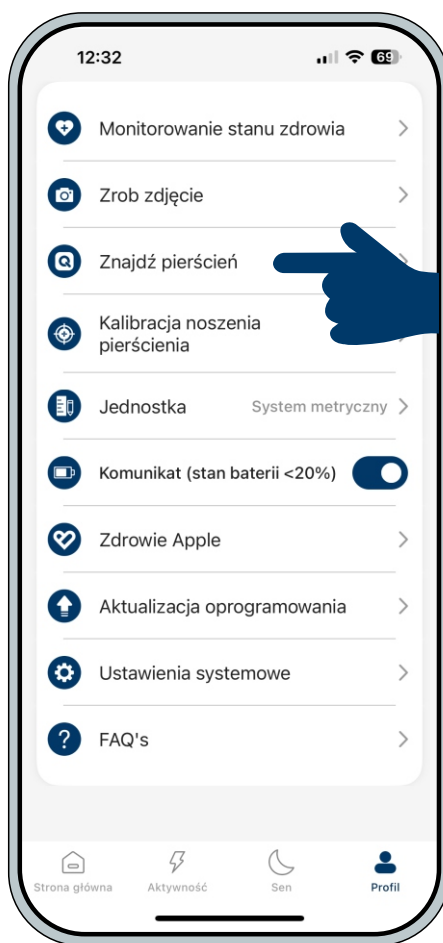 12:32
69
Monitorowanie stanu zdrowia
Zrob zdjęcie
Znajdź pierścień
Kalibracja noszenia
pierścienia
Jednostka System metryczny
Komunikat (stan baterii <20%)
Zdrowie Apple
Aktualizacja oprogramowania
Ustawienia systemowe
? FAQ's
Strona główna Aktywność Sen Profil